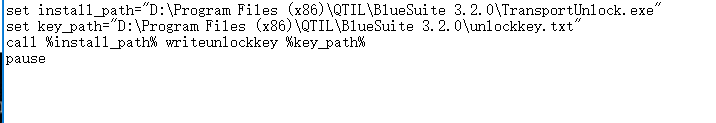 set install_path="D:\Program Files (x86)\QTIL\BlueSuite 3.2.0\TransportUnlock.exe"
set key_path="D:\Program Files (x86)\QTIL\BlueSuite 3.2.0\unlockkey.txt"
call %install_path% writeunlockkey %key_path%
pause